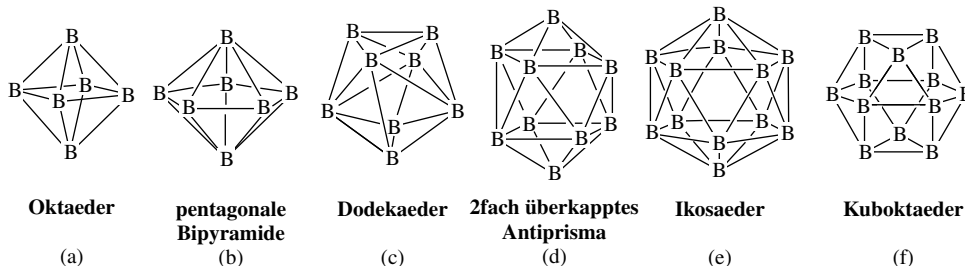 B
B B B B
B
Oktaeder
(a)
B
B B B
B B
B
pentagonale
Bipyramide
(b)
B B
B B
B B
B
B
Dodekaeder
(c)
B
B B
B B
B B
B B
B
2fach überkapptes
Antiprisma
(d)
B
B B B
B B
B B
B B B
B
Ikosaeder
(e)
B B
B
B B B B
B B
B
B B
Kuboktaeder
(f)